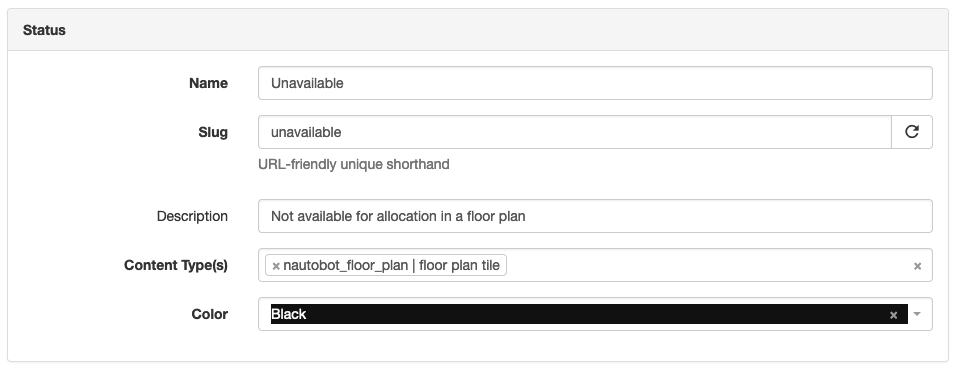 Status
Name Unavailable
Slug unavailable
URL-friendly unique shorthand
Description Not available for allocation in a floor plan
Content Type(s) × nautobot_floor_plan | floor plan tile ×
Color Black ×